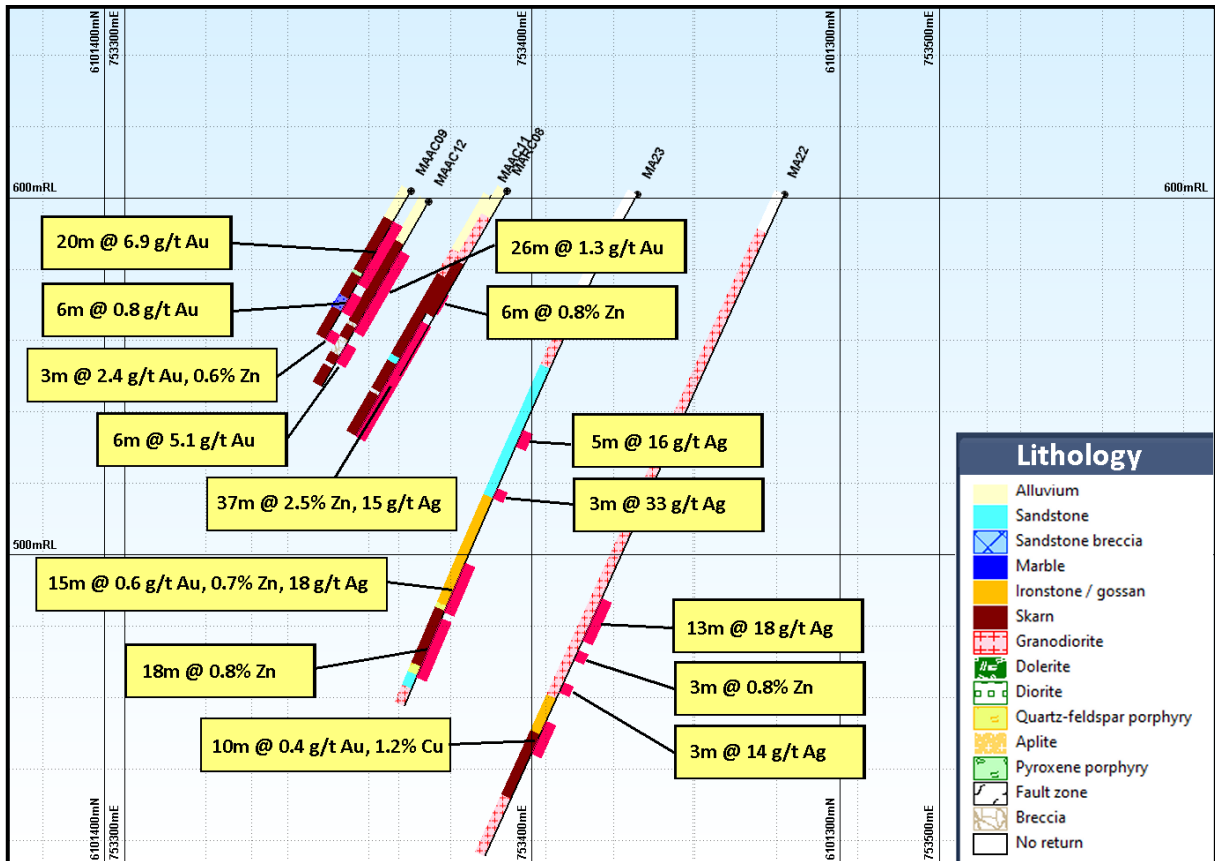 6101400mN
753300mE
753400mE
6101300mN
753500mE
MAAC09
MAAC12
MAAC11
MA23
MA22
600mRL
600mRL
20m @ 6.9 g/t Au
26m @ 1.3 g/t Au
6m @ 0.8 g/t Au
6m @ 0.8% Zn
3m @ 2.4 g/t Au, 0.6% Zn
6m @ 5.1 g/t Au
5m @ 16 g/t Ag
37m @ 2.5% Zn, 15 g/t Ag
3m @ 33 g/t Ag
500mRL
15m @ 0.6 g/t Au, 0.7% Zn, 18 g/t Ag
13m @ 18 g/t Ag
18m @ 0.8% Zn
3m @ 0.8% Zn
10m @ 0.4 g/t Au, 1.2% Cu
3m @ 14 g/t Ag
Lithology
Alluvium
Sandstone
Sandstone breccia
Marble
Ironstone / gossan
Skarn
Granodiorite
Dolerite
Diorite
Quartz-feldspar porphyry
Aplite
Pyroxene porphyry
Fault zone
Breccia
No return
6101400mN
753300mE
753400mE
6101300mN
753500mE